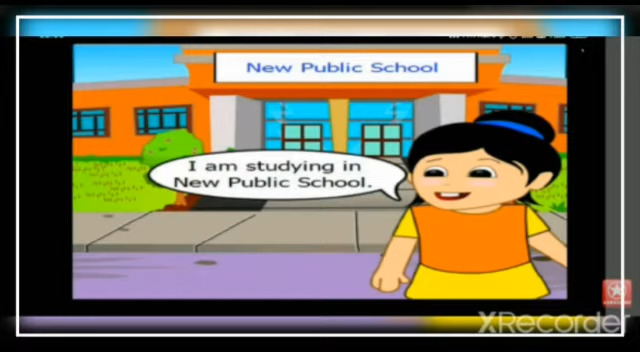 New Public School
I am studying in
New Public School.
XRecorder